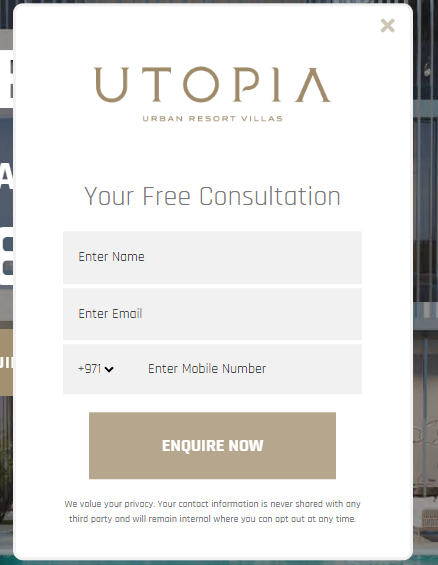 UTOPIA
URBAN RESORT VILLAS
Your Free Consultation
Enter Name
Enter Email
+971 Enter Mobile Number
ENQUIRE NOW
We value your privacy. Your contact information is never shared with any
third party and will remain internal where you can opt out at any time.